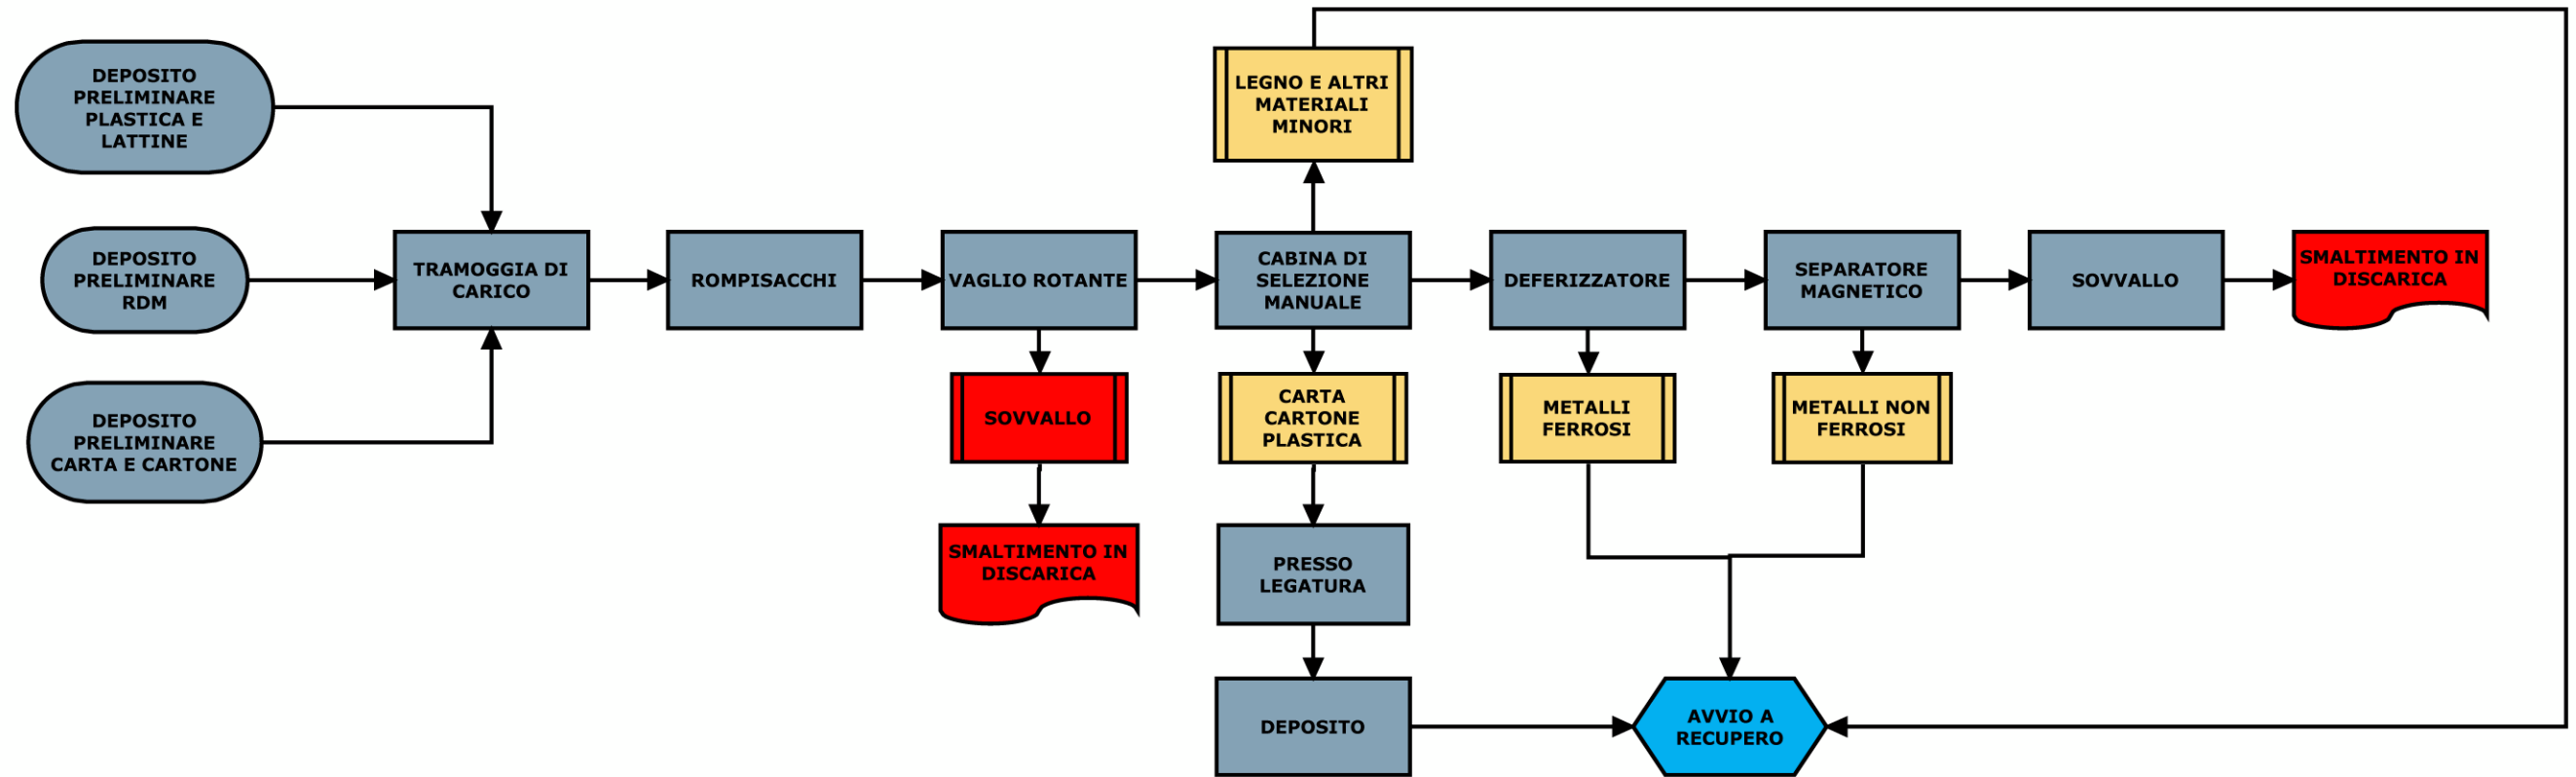 DEPOSITO
PRELIMINARE
PLASTICA E
LATTINE
DEPOSITO
PRELIMINARE
RDM
DEPOSITO
PRELIMINARE
CARTA E CARTONE
TRAMOGGIA DI
CARICO
ROMPISACCHI
VAGLIO ROTANTE
SOVVALLO
SMALTIMENTO IN
DISCARICA
LEGNO E ALTRI
MATERIALI
MINORI
CABINA DI
SELEZIONE
MANUALE
CARTA
CARTONE
PLASTICA
PRESSO
LEGATURA
DEPOSITO
DEFERIZZATORE
METALLI
FERROSI
SEPARATORE
MAGNETICO
METALLI NON
FERROSI
AVVIO A
RECUPERO
SOVVALLO
SMALTIMENTO IN
DISCARICA